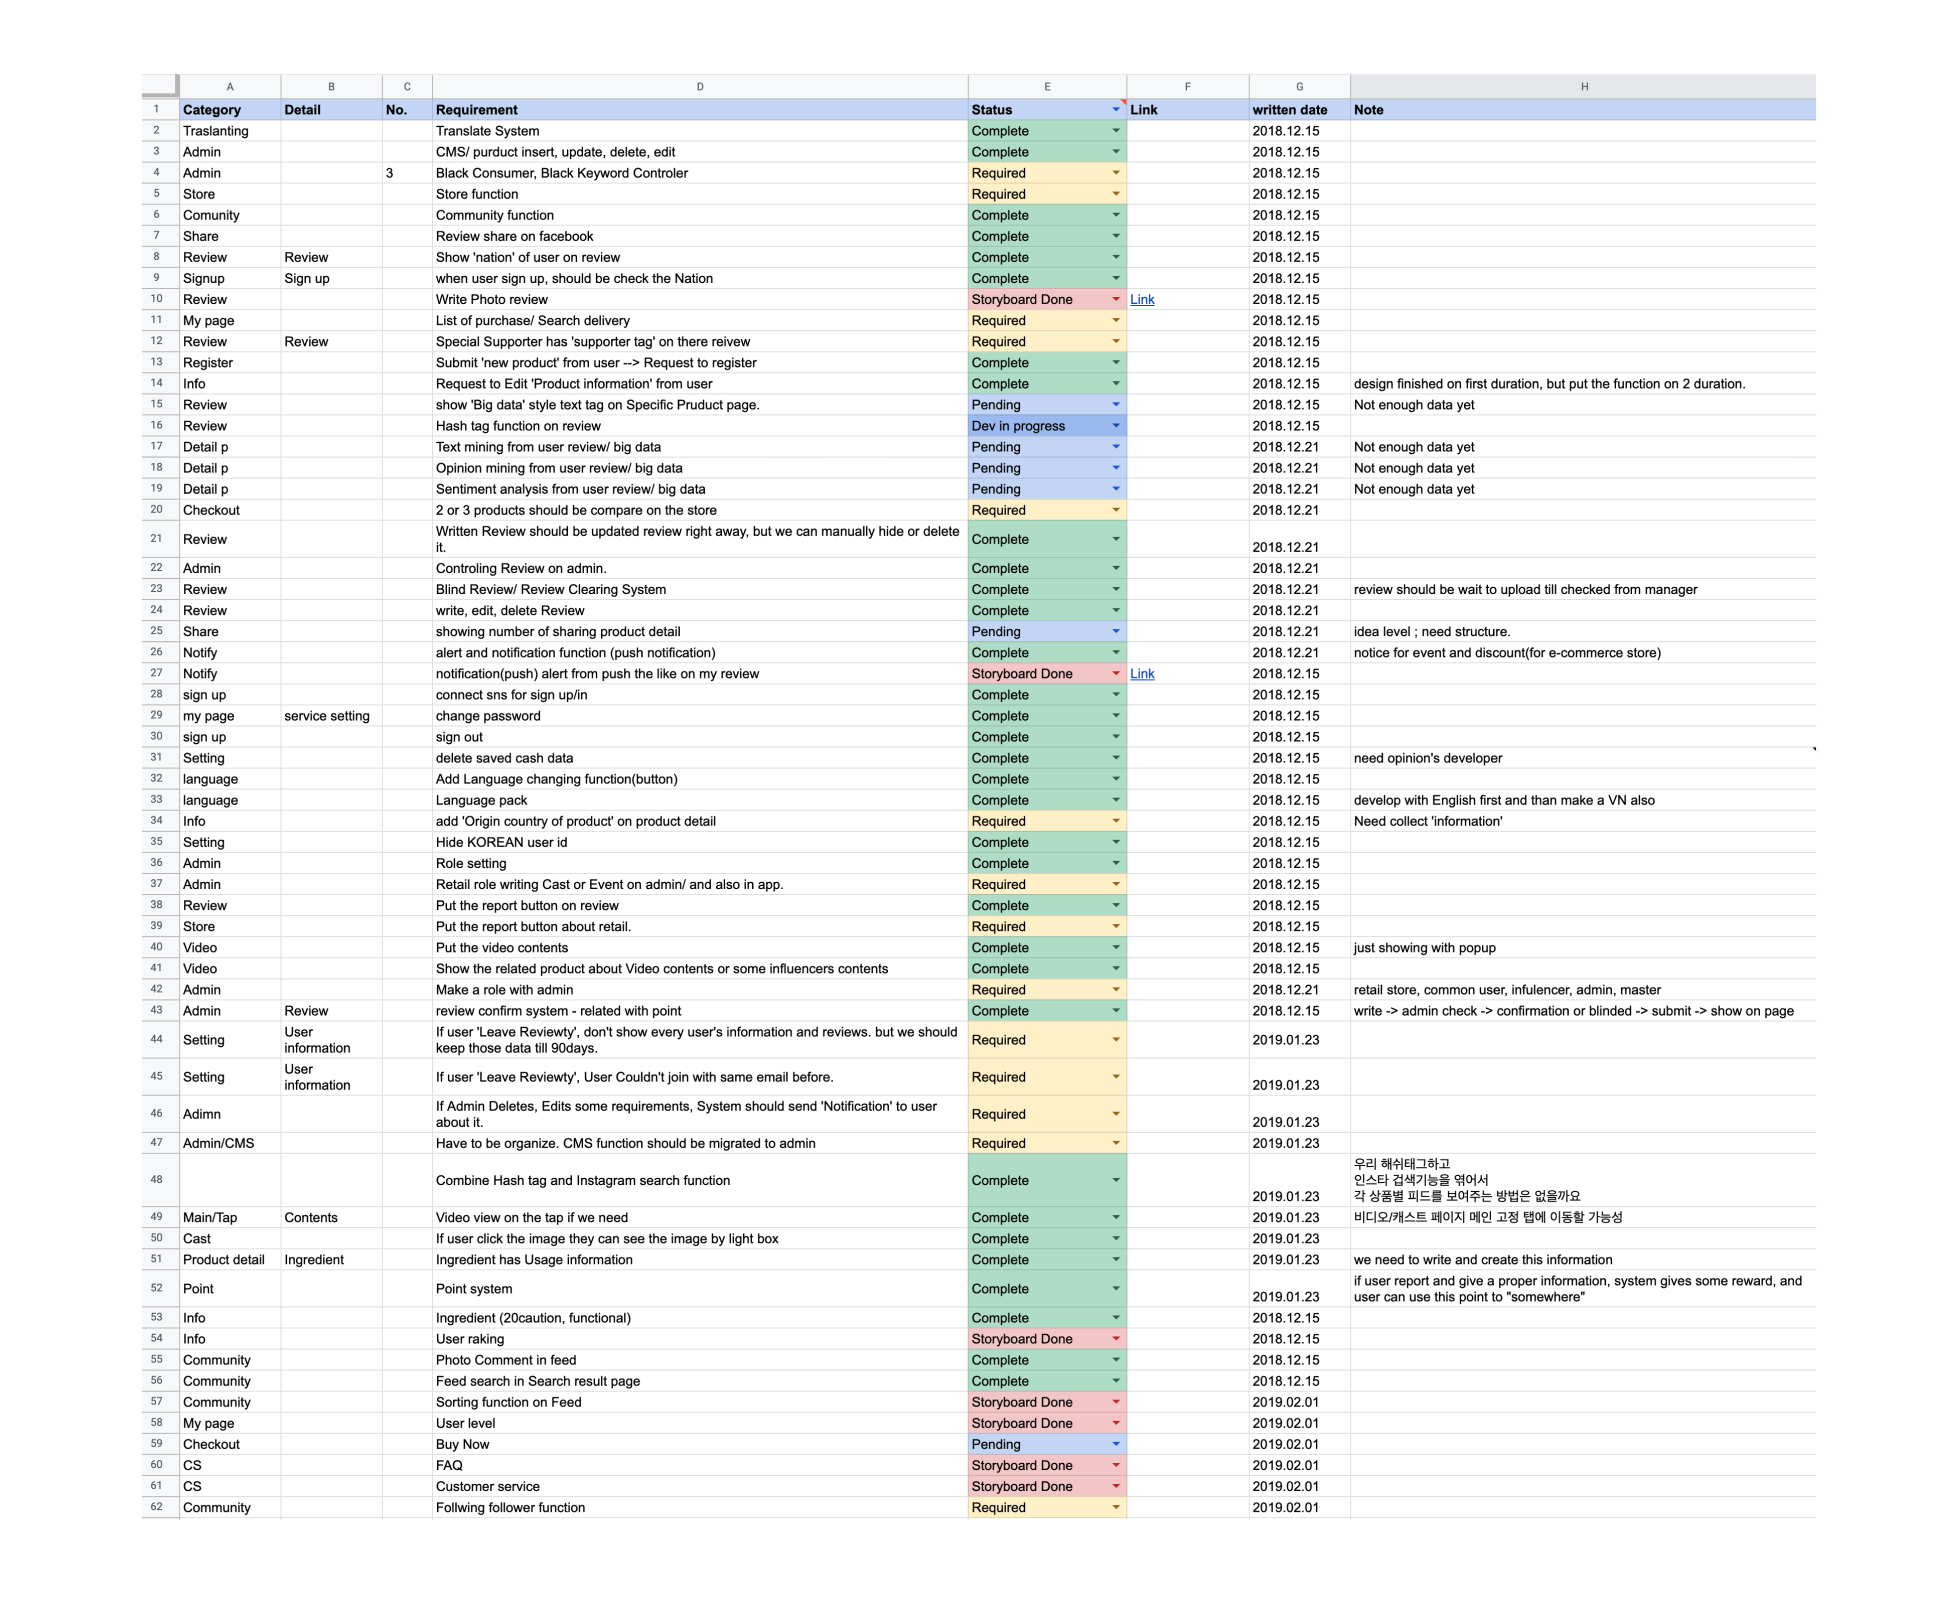 A B C D E F G H
1 Category Detail No. Requirement Status Link written date Note
2 Traslanting Translate System Complete 2018.12.15
3 Admin CMS/ purduct insert, update, delete, edit Complete 2018.12.15
4 Admin 3 Black Consumer, Black Keyword Controler Required 2018.12.15
5 Store Store function Required 2018.12.15
6 Comunity Community function Complete 2018.12.15
7 Share Review share on facebook Complete 2018.12.15
8 Review Review Show 'nation' of user on review Complete 2018.12.15
9 Signup Sign up when user sign up, should be check the Nation Complete 2018.12.15
10 Review Write Photo review Storyboard Done Link 2018.12.15
11 My page List of purchase/ Search delivery Required 2018.12.15
12 Review Review Special Supporter has 'supporter tag' on there reivew Required 2018.12.15
13 Register Submit 'new product' from user --> Request to register Complete 2018.12.15
14 Info Request to Edit 'Product information' from user Complete 2018.12.15 design finished on first duration, but put the function on 2 duration.
15 Review show 'Big data' style text tag on Specific Pruduct page. Pending 2018.12.15 Not enough data yet
16 Review Hash tag function on review Dev in progress 2018.12.15
17 Detail p Text mining from user review/ big data Pending 2018.12.21 Not enough data yet
18 Detail p Opinion mining from user review/ big data Pending 2018.12.21 Not enough data yet
19 Detail p Sentiment analysis from user review/ big data Pending 2018.12.21 Not enough data yet
20 Checkout 2 or 3 products should be compare on the store Required 2018.12.21
21 Review Written Review should be updated review right away, but we can manually hide or delete
it. Complete 2018.12.21
22 Admin Controling Review on admin. Complete 2018.12.21
23 Review Blind Review/ Review Clearing System Complete 2018.12.21 review should be wait to upload till checked from manager
24 Review write, edit, delete Review Complete 2018.12.21
25 Share showing number of sharing product detail Pending 2018.12.21 idea level ; need structure.
26 Notify alert and notification function (push notification) Complete 2018.12.21 notice for event and discount(for e-commerce store)
27 Notify notification(push) alert from push the like on my review Storyboard Done Link 2018.12.15
28 sign up connect sns for sign up/in Complete 2018.12.15
29 my page service setting change password Complete 2018.12.15
30 sign up sign out Complete 2018.12.15
31 Setting delete saved cash data Complete 2018.12.15 need opinion's developer
32 language Add Language changing function(button) Complete 2018.12.15
33 language Language pack Complete 2018.12.15 develop with English first and than make a VN also
34 Info add 'Origin country of product' on product detail Required 2018.12.15 Need collect 'information'
35 Setting Hide KOREAN user id Complete 2018.12.15
36 Admin Role setting Complete 2018.12.15
37 Admin Retail role writing Cast or Event on admin/ and also in app. Required 2018.12.15
38 Review Put the report button on review Complete 2018.12.15
39 Store Put the report button about retail. Required 2018.12.15
40 Video Put the video contents Complete 2018.12.15 just showing with popup
41 Video Show the related product about Video contents or some influencers contents Complete 2018.12.15
42 Admin Make a role with admin Required 2018.12.21 retail store, common user, infulencer, admin, master
43 Admin Review review confirm system - related with point Complete 2018.12.15 write -> admin check -> confirmation or blinded -> submit -> show on page
44 Setting User
information If user 'Leave Reviewty', don't show every user's information and reviews. but we should
keep those data till 90days. Required 2019.01.23
45 Setting User
information If user 'Leave Reviewty', User Couldn't join with same email before. Required 2019.01.23
46 Adimn If Admin Deletes, Edits some requirements, System should send 'Notification' to user
about it. Required 2019.01.23
47 Admin/CMS Have to be organize. CMS function should be migrated to admin Required 2019.01.23
48 Combine Hash tag and Instagram search function Complete 2019.01.23 우리 해쉬태그하고
인스타 겁색기능을 엮어서
각 상품별 피드를 보여주는 방법은 없을까요
49 Main/Tap Contents Video view on the tap if we need Complete 2019.01.23 비디오/캐스트 페이지 메인 고정 탭에 이동할 가능성
50 Cast If user click the image they can see the image by light box Complete 2019.01.23
51 Product detail Ingredient Ingredient has Usage information Complete 2019.01.23 we need to write and create this information
52 Point Point system Complete 2019.01.23 if user report and give a proper information, system gives some reward, and
user can use this point to "somewhere"
53 Info Ingredient (20caution, functional) Complete 2018.12.15
54 Info User raking Storyboard Done 2018.12.15
55 Community Photo Comment in feed Complete 2018.12.15
56 Community Feed search in Search result page Complete 2018.12.15
57 Community Sorting function on Feed Storyboard Done 2019.02.01
58 My page User level Storyboard Done 2019.02.01
59 Checkout Buy Now Pending 2019.02.01
60 CS FAQ Storyboard Done 2019.02.01
61 CS Customer service Storyboard Done 2019.02.01
62 Community Follwing follower function Required 2019.02.01